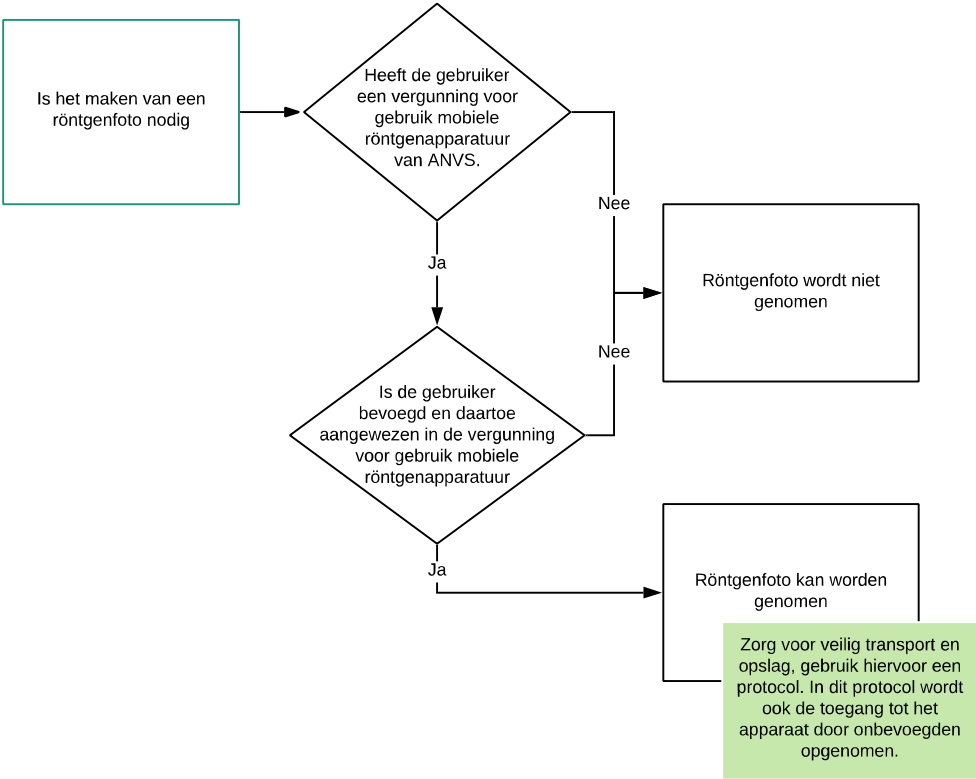 Is het maken van een
röntgenfoto nodig
Heeft de gebruiker
een vergunning voor
gebruik mobiele
röntgenapparatuur
van ANVS.
Nee
Ja
Röntgenfoto wordt niet
genomen
Nee
Is de gebruiker
bevoegd en daartoe
aangewezen in de vergunning
voor gebruik mobiele
röntgenapparatuur
Ja
Röntgenfoto kan worden
genomen
Zorg voor veilig transport en
opslag, gebruik hiervoor een
protocol. In dit protocol wordt
ook de toegang tot het
apparaat door onbevoegden
opgenomen.